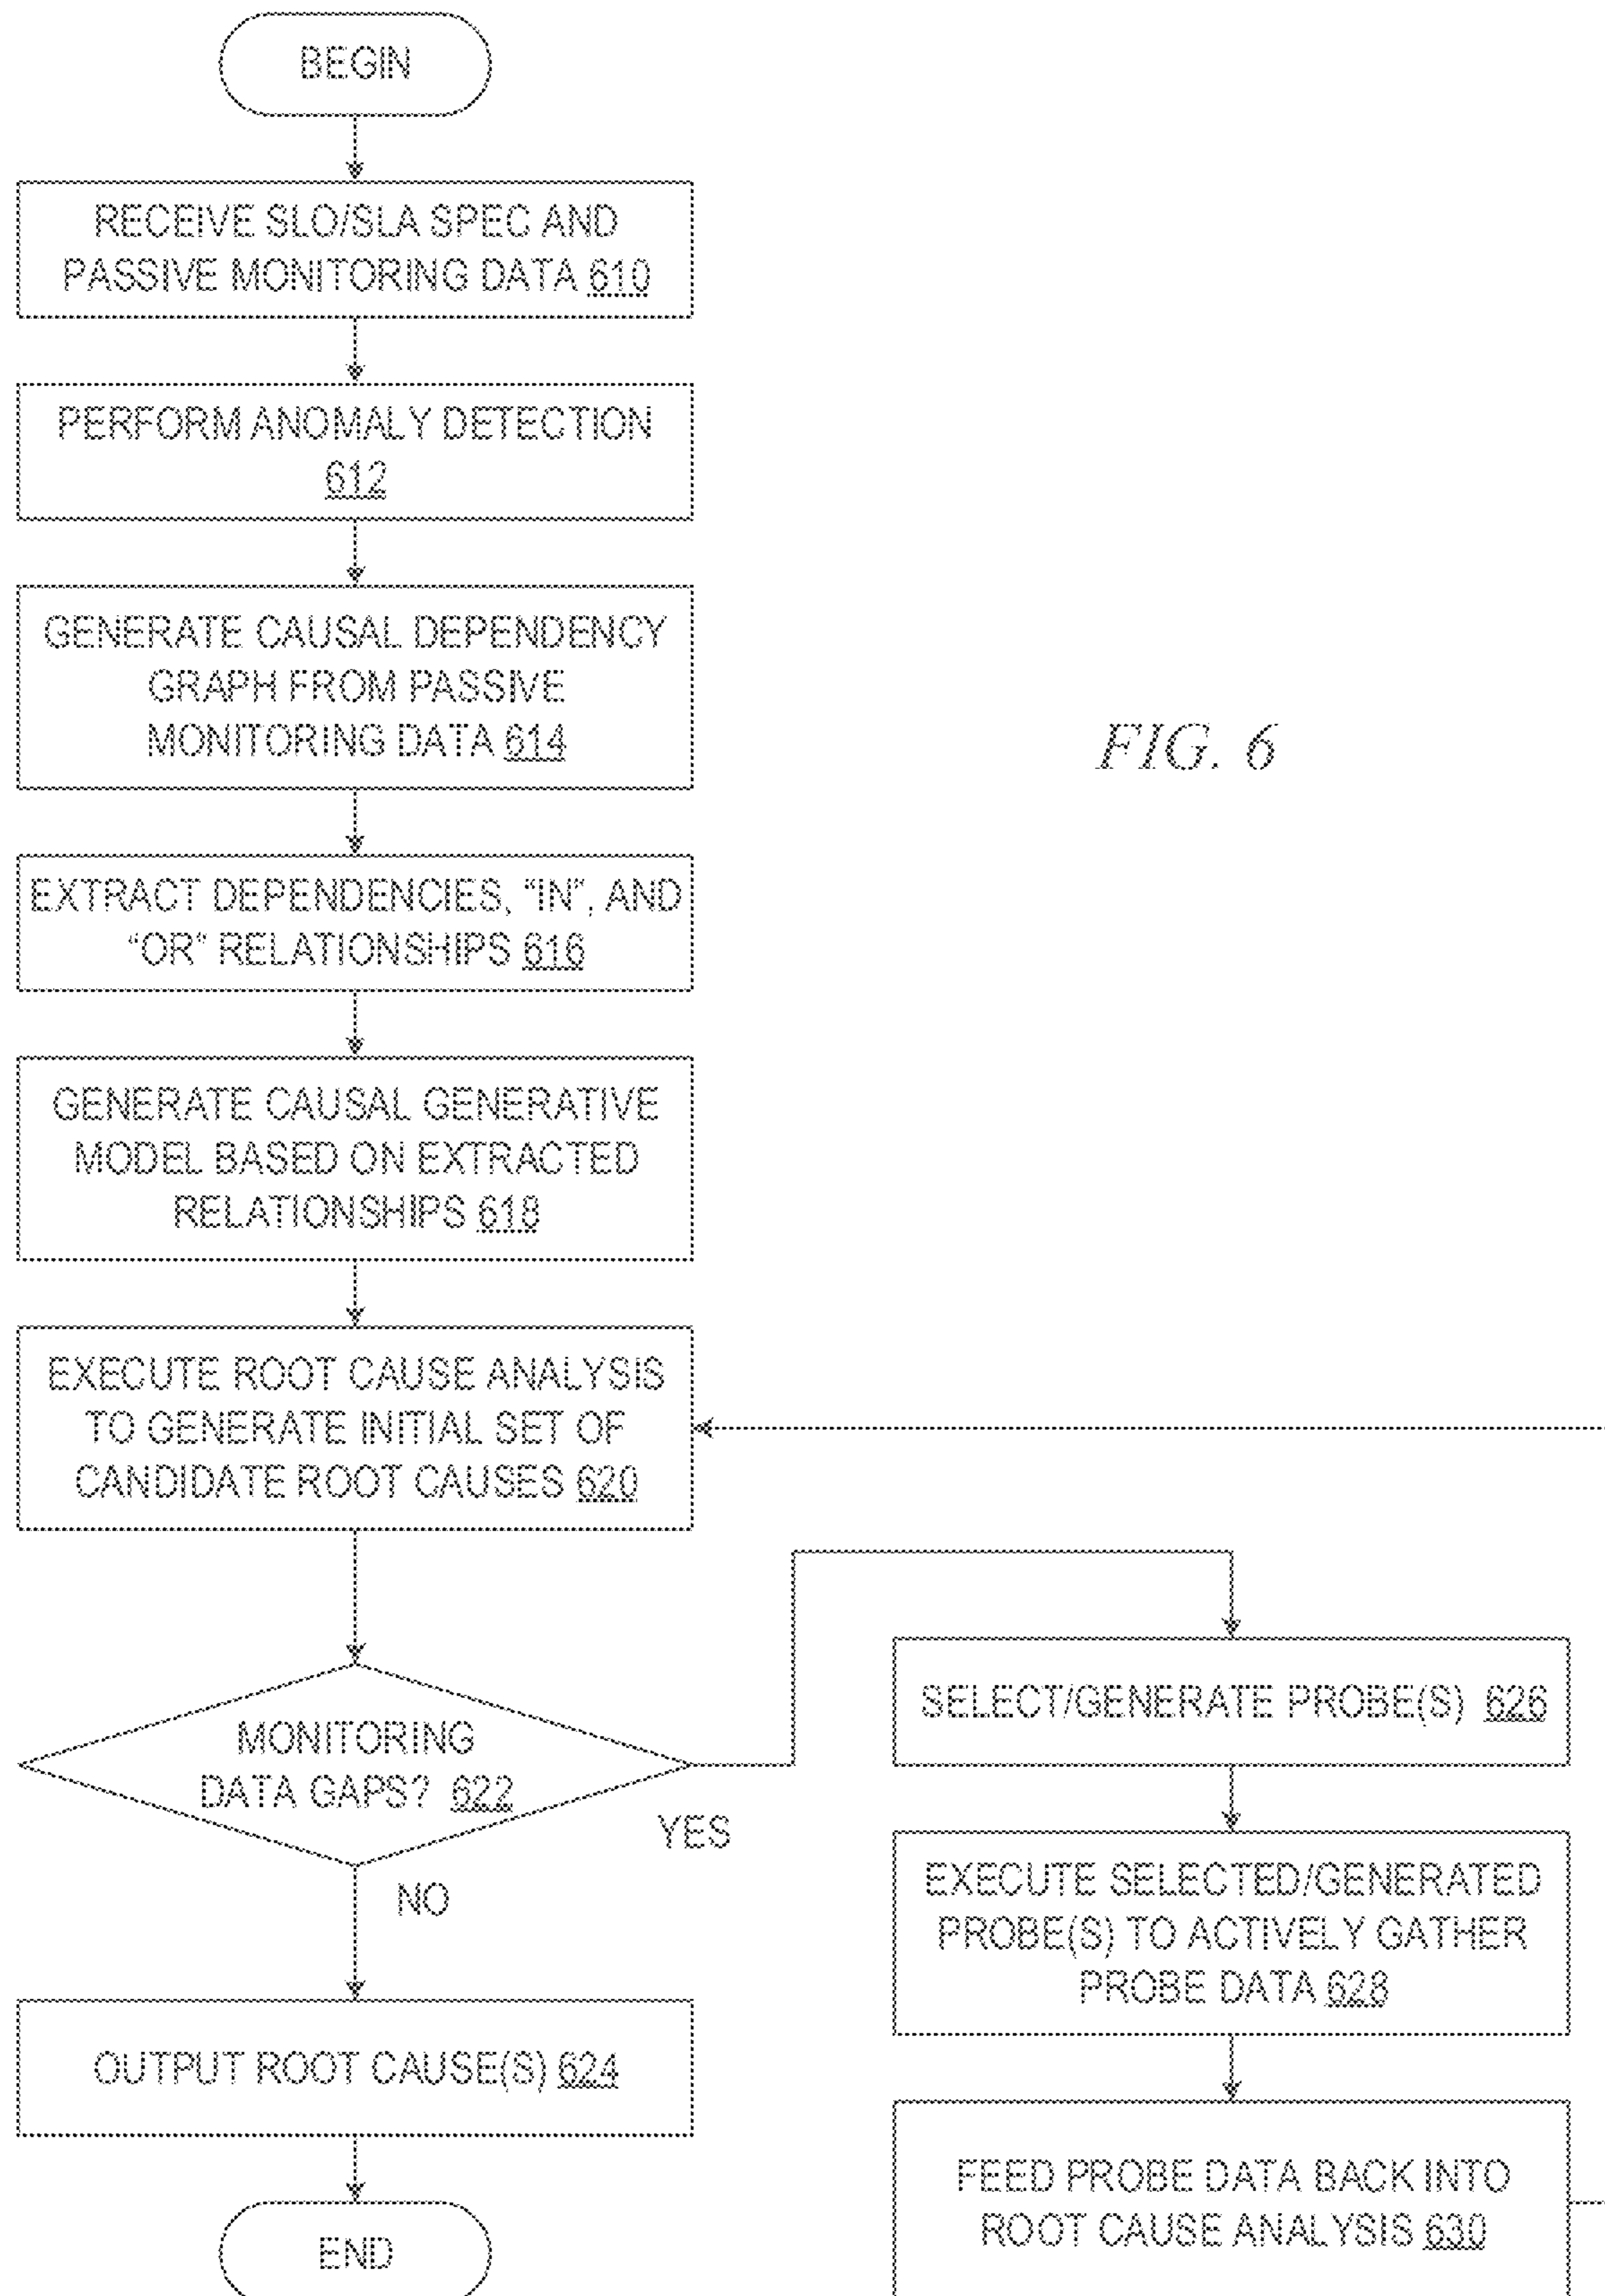 BEGIN
RECEIVE SLO/SLA SPEC AND
PASSIVE MONITORING DATA 610
PERFORM ANOMALY DETECTION
612
GENERATE CAUSAL DEPENDENCY
GRAPH FROM PASSIVE
MONITORING DATA 614
FIG. 6
EXTRACT DEPENDENCIES, “IN”, AND
“OR” RELATIONSHIPS 616
GENERATE CAUSAL GENERATIVE
MODEL BASED ON EXTRACTED
RELATIONSHIPS 618
EXECUTE ROOT CAUSE ANALYSIS
TO GENERATE INITIAL SET OF
CANDIDATE ROOT CAUSES 620
MONITORING
DATA GAPS? 622
YES
NO
OUTPUT ROOT CAUSE(S) 624
END
SELECT/GENERATE PROBE(S) 626
EXECUTE SELECTED/GENERATED
PROBE(S) TO ACTIVELY GATHER
PROBE DATA 628
FEED PROBE DATA BACK INTO
ROOT CAUSE ANALYSIS 630